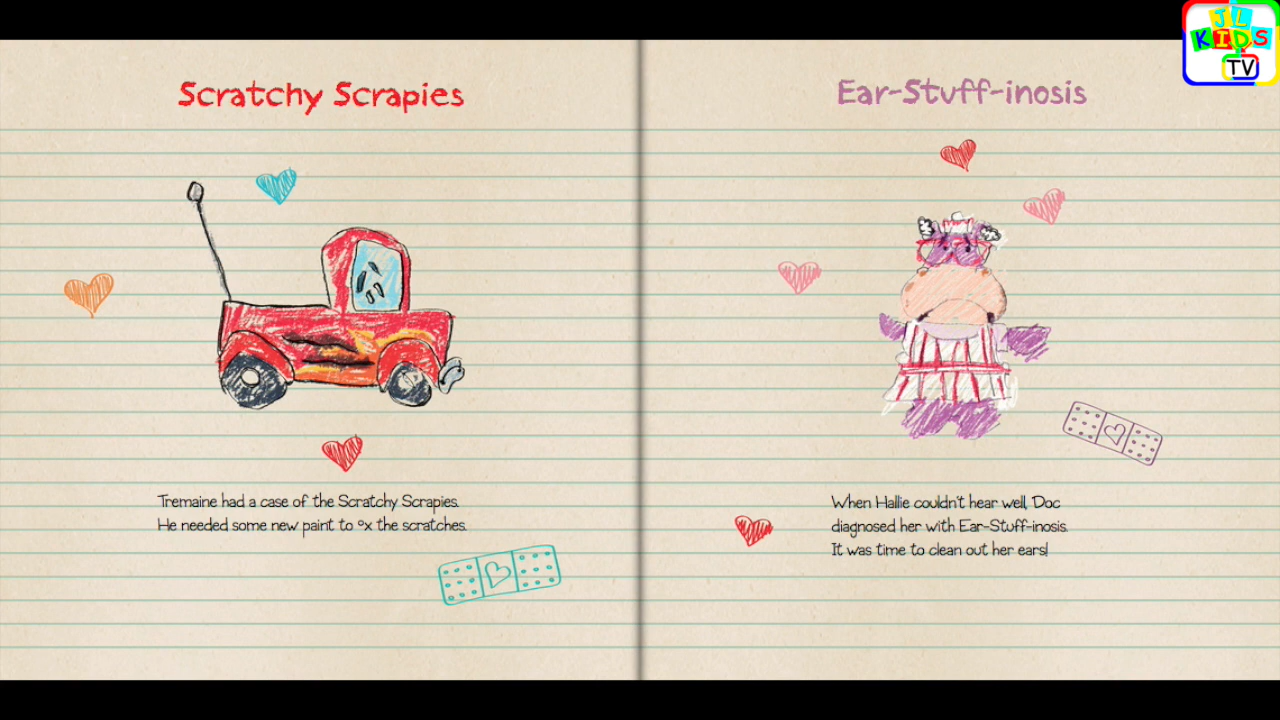 Scratchy Scrapies
Tremaine had a case of the Scratchy Scrapies.
He needed some new paint to ºx the scratches.
Ear-Stuff-inosis
When Hallie couldn't hear well, Doc
diagnosed her with Ear-Stuff-inosis.
It was time to clean out her ears!
JL
KIDS
TV